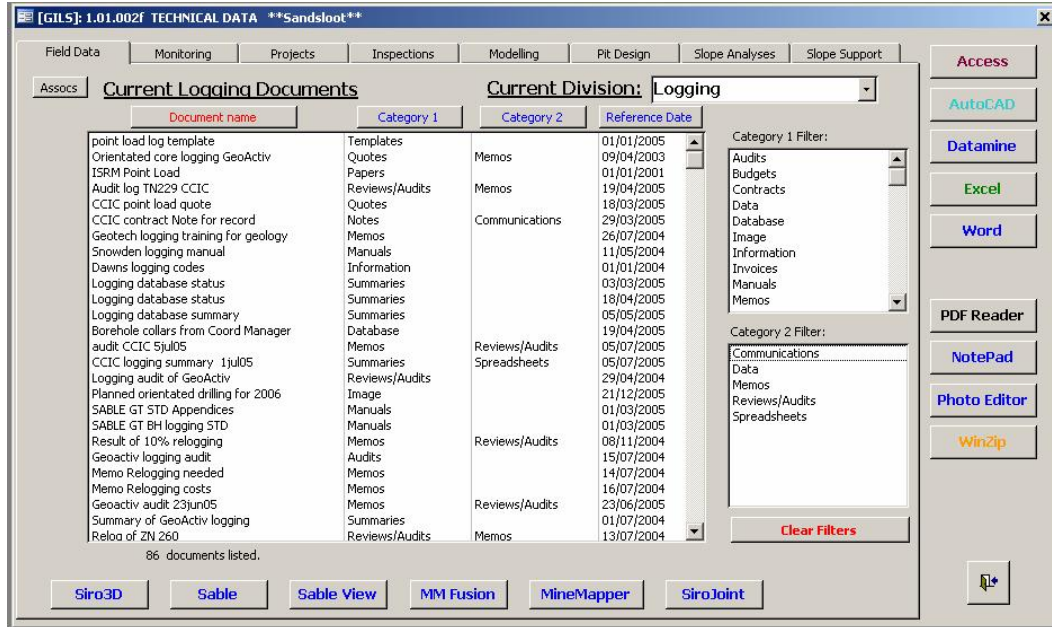 [GILS]: 1.01.002f TECHNICAL DATA **Sandsloot**
Field Data Monitoring Projects Inspections Modelling Pit Design Slope Analyses Slope Support
Assocs Current Logging Documents Current Division: Logging
Document name Category 1 Category 2 Reference Date
point load log template Templates 01/01/2005
Orientated core logging GeoActiv Quotes Memos 09/04/2003
ISRM Point Load Papers 01/01/2001
Audit log TN229 CCIC Reviews/Audits Memos 19/04/2005
CCIC point load quote Quotes 18/03/2005
CCIC contract Note for record Notes Communications 29/03/2005
Geotech logging training for geology Memos 26/07/2004
Snowden logging manual Manuals 11/05/2004
Dawns logging codes Information 01/01/2004
Logging database status Summaries 03/03/2005
Logging database status Summaries 18/04/2005
Logging database summary Summaries 05/05/2005
Borehole collars from Coord Manager Database 19/04/2005
audit CCIC 5jul05 Memos Reviews/Audits 05/07/2005
CCIC logging summary 1jul05 Summaries Spreadsheets 05/07/2005
Logging audit of GeoActiv Reviews/Audits 29/04/2004
Planned orientated drilling for 2006 Image 21/12/2005
SABLE GT STD Appendices Manuals 01/03/2005
SABLE GT BH logging STD Manuals 01/03/2005
Result of 10% relogging Memos Reviews/Audits 08/11/2004
Geoactiv logging audit Audits 15/07/2004
Memo Relogging needed Memos 14/07/2004
Memo Relogging costs Memos 16/07/2004
Geoactiv audit 23jun05 Memos Reviews/Audits 23/06/2005
Summary of GeoActiv logging Summaries 01/07/2004
Relog of ZN 260 Reviews/Audits Memos 13/07/2004
86 documents listed.
Category 1 Filter:
Audits
Budgets
Contracts
Data
Database
Image
Information
Invoices
Manuals
Memos
Category 2 Filter:
Communications
Data
Memos
Reviews/Audits
Spreadsheets
Clear Filters
Access
AutoCAD
Datamine
Excel
Word
PDF Reader
NotePad
Photo Editor
WinZip
Siro3D Sable Sable View MM Fusion MineMapper SiroJoint